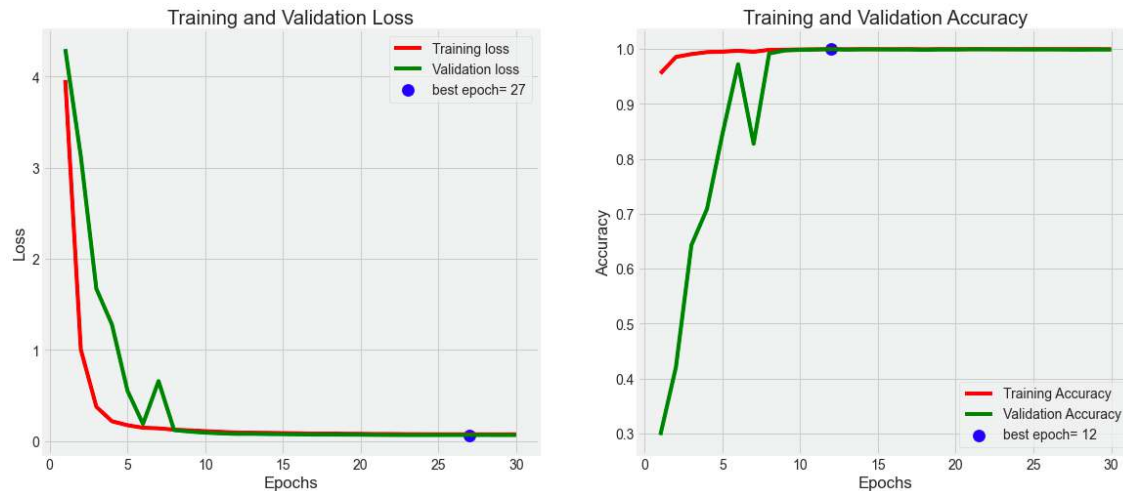 Training and Validation Loss
Training loss
Validation loss
best epoch= 27
4
3
2
1
0
Loss
0 5 10 15 20 25 30
Epochs
Training and Validation Accuracy
1.0
0.9
0.8
0.7
0.6
0.5
0.4
0.3
Accuracy
Training Accuracy
Validation Accuracy
best epoch= 12
0 5 10 15 20 25 30
Epochs